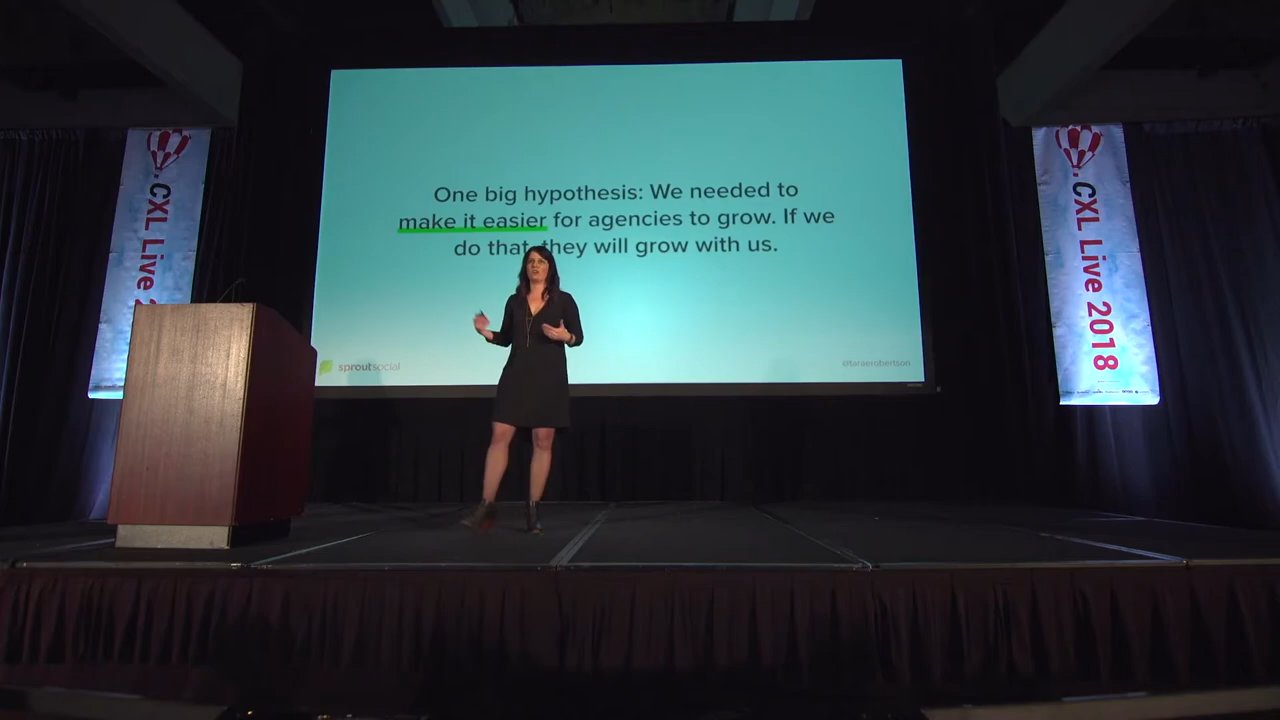 One big hypothesis: We needed to
make it easier for agencies to grow. If we
do that, they will grow with us.
sproutsocial
@taraerobertson
CXL Live 2
CXL Live 2018